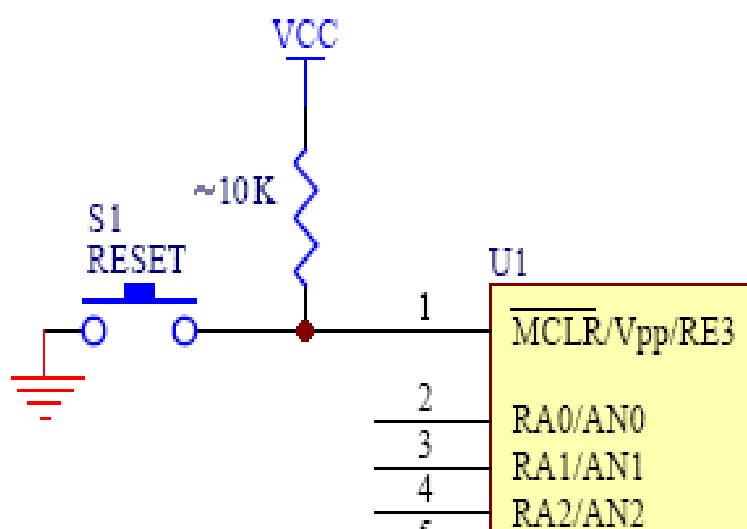 VCC
~10K
S1
RESET
U1
1
MCLR/Vpp/RE3
2
RA0/AN0
3
RA1/AN1
4
RA2/AN2